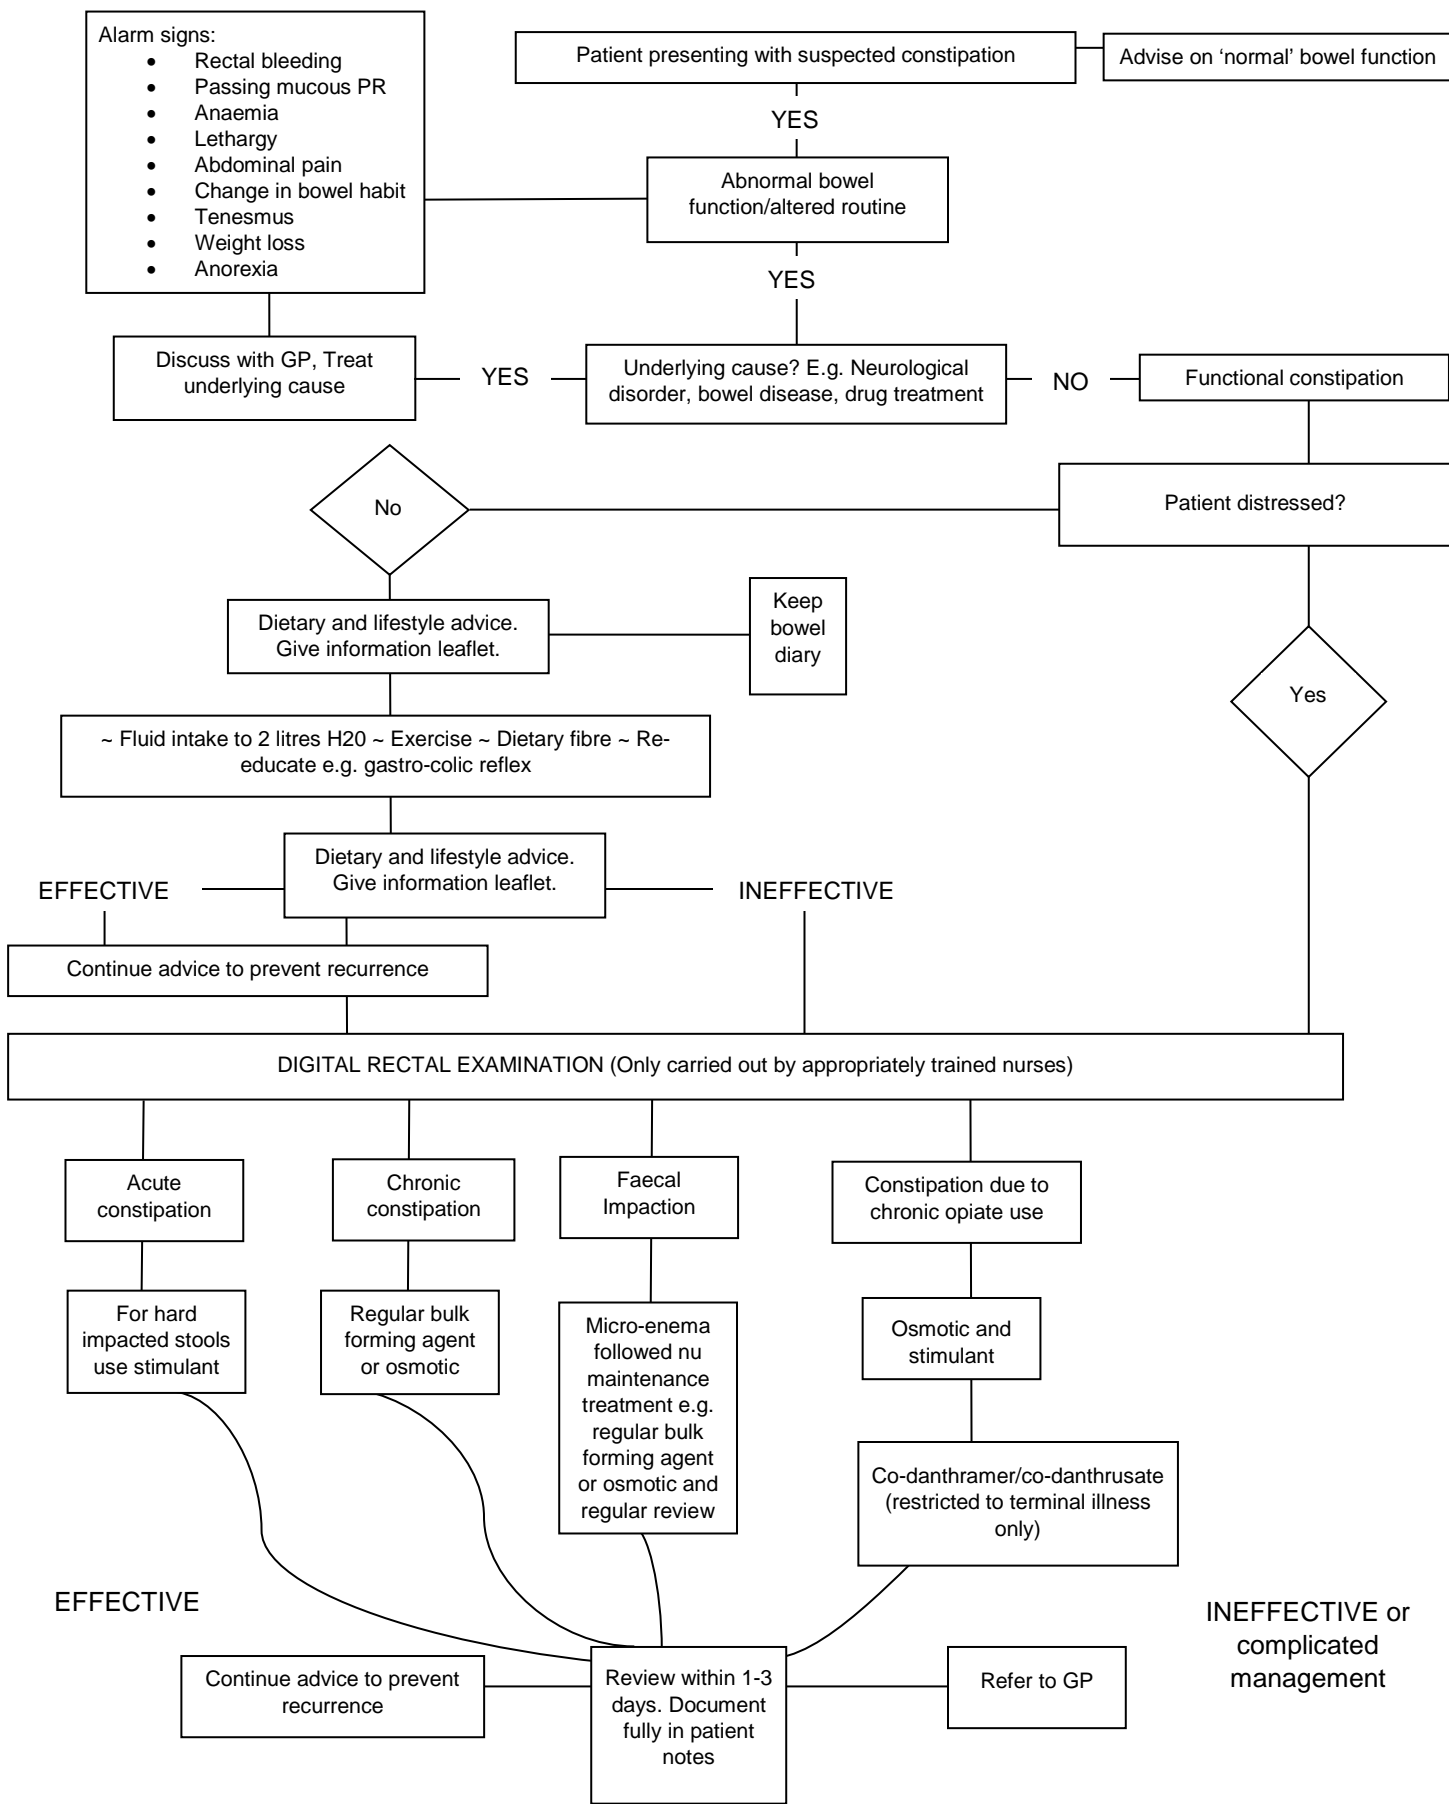 Alarm signs:
• Rectal bleeding
• Passing mucous PR
• Anaemia
• Lethargy
• Abdominal pain
• Change in bowel habit
• Tenesmus
• Weight loss
• Anorexia
Patient presenting with suspected constipation
Advise on ‘normal’ bowel function
YES
Abnormal bowel
function/altered routine
YES
Discuss with GP, Treat
underlying cause
YES
Underlying cause? E.g. Neurological
disorder, bowel disease, drug treatment
NO
Functional constipation
No
Patient distressed?
Dietary and lifestyle advice.
Give information leaflet.
Keep
bowel
diary
Yes
~ Fluid intake to 2 litres H20 ~ Exercise ~ Dietary fibre ~ Re-
educate e.g. gastro-colic reflex
Dietary and lifestyle advice.
Give information leaflet.
EFFECTIVE
INEFFECTIVE
Continue advice to prevent recurrence
DIGITAL RECTAL EXAMINATION (Only carried out by appropriately trained nurses)
Acute
constipation
Chronic
constipation
Faecal
Impaction
Constipation due to
chronic opiate use
For hard
impacted stools
use stimulant
Regular bulk
forming agent
or osmotic
Micro-enema
followed nu
maintenance
treatment e.g.
regular bulk
forming agent
or osmotic and
regular review
Osmotic and
stimulant
Co-danthramer/co-danthrusate
(restricted to terminal illness
only)
EFFECTIVE
INEFFECTIVE or
complicated
management
Continue advice to prevent
recurrence
Review within 1-3
days. Document
fully in patient
notes
Refer to GP